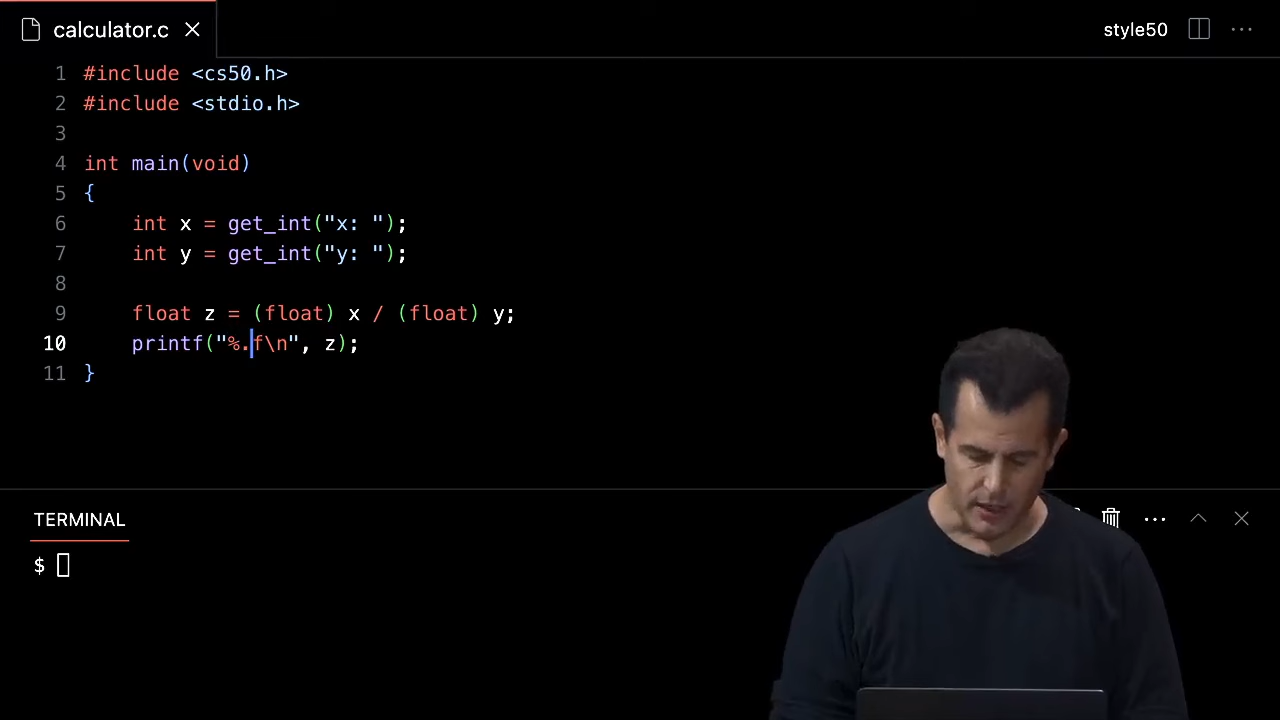 calculator.c
style50
1 #include <cs50.h>
2 #include <stdio.h>
3
4 int main(void)
5 {
6     int x = get_int("x: ");
7     int y = get_int("y: ");
8
9     float z = (float) x / (float) y;
10     printf("%.f\n", z);
11 }
TERMINAL
$